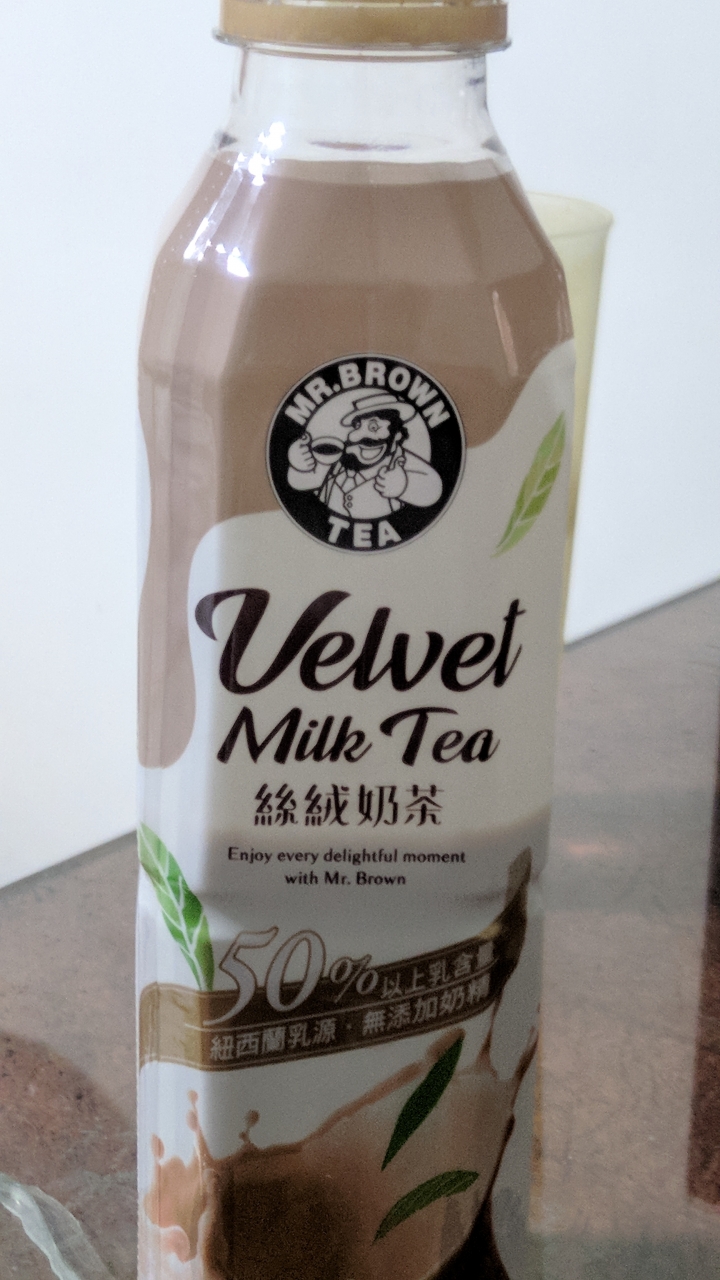 MR.BROWN
TEA
Velvet
Milk Tea
絲絨奶茶
Enjoy every delightful moment
with Mr. Brown
50%以上乳含量
紐西蘭乳源·無添加奶精